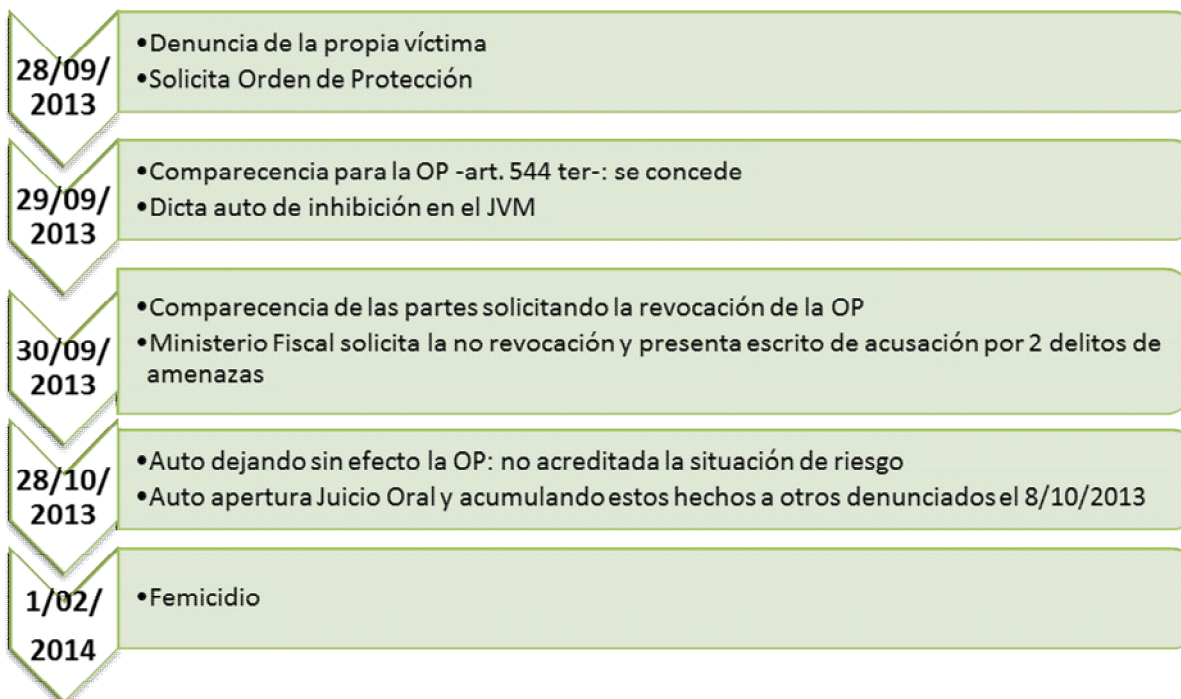 28/09/
2013
•Denuncia de la propia víctima
•Solicita Orden de Protección
29/09/
2013
•Comparecencia para la OP -art. 544 ter-: se concede
•Dicta auto de inhibición en el JVM
30/09/
2013
•Comparecencia de las partes solicitando la revocación de la OP
•Ministerio Fiscal solicita la no revocación y presenta escrito de acusación por 2 delitos de
amenazas
28/10/
2013
•Auto dejando sin efecto la OP: no acreditada la situación de riesgo
•Auto apertura Juicio Oral y acumulando estos hechos a otros denunciados el 8/10/2013
1/02/
2014
•Femicidio